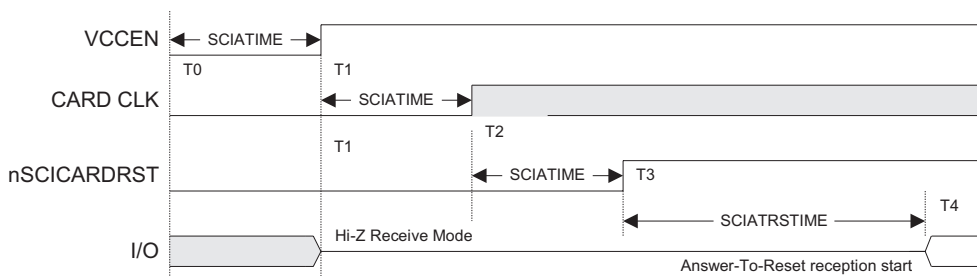 VCCEN SCIATIME
T0 T1
CARD CLK SCIATIME
T1 T2
nSCICARDRST SCIATIME T3
SCIATRSTIME T4
I/O Hi-Z Receive Mode
Answer-To-Reset reception start